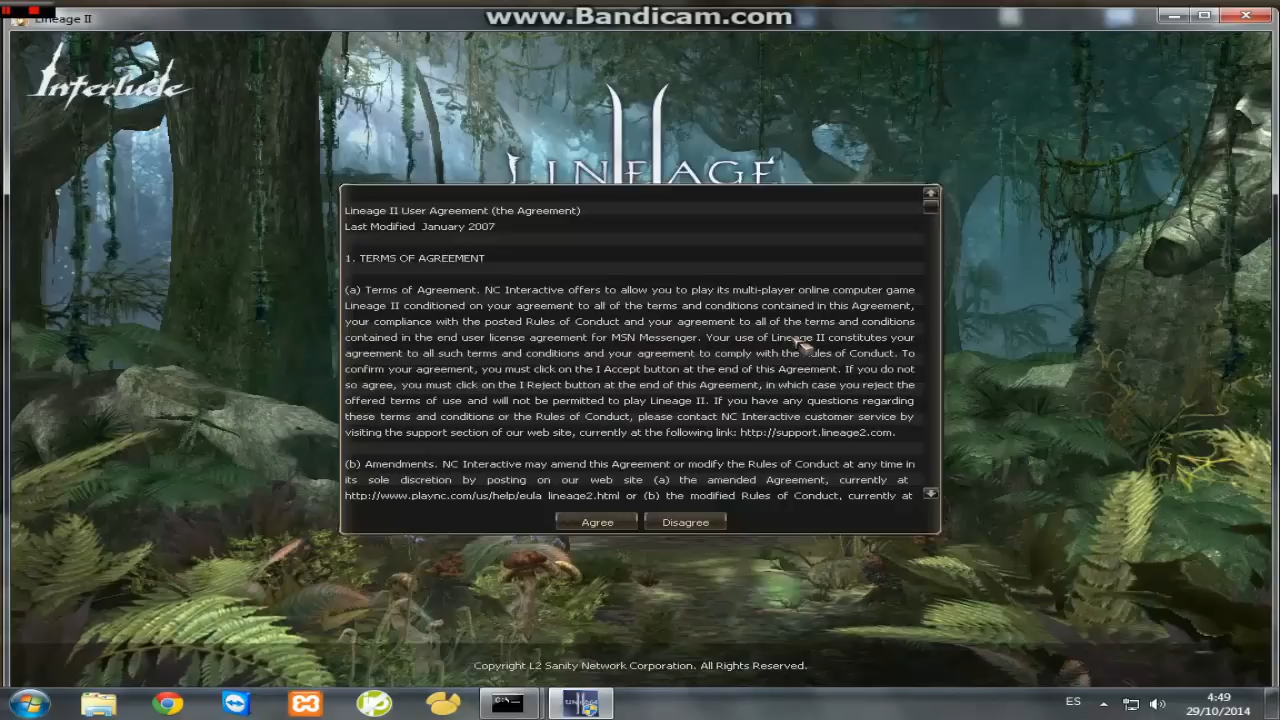 www.Bandicam.com
Lineage II
Interlude
II
LINEAGE
Lineage II User Agreement (the Agreement)
Last Modified January 2007
1. TERMS OF AGREEMENT
(a) Terms of Agreement. NC Interactive offers to allow you to play its multi-player online computer game
Lineage II conditioned on your agreement to all of the terms and conditions contained in this Agreement,
your compliance with the posted Rules of Conduct and your agreement to all of the terms and conditions
contained in the end user license agreement for MSN Messenger. Your use of Lineage II constitutes your
agreement to all such terms and conditions and your agreement to comply with the Rules of Conduct. To
confirm your agreement, you must click on the I Accept button at the end of this Agreement. If you do not
so agree, you must click on the I Reject button at the end of this Agreement, in which case you reject the
offered terms of use and will not be permitted to play Lineage II. If you have any questions regarding
these terms and conditions or the Rules of Conduct, please contact NC Interactive customer service by
visiting the support section of our web site, currently at the following link: http://support.lineage2.com.
(b) Amendments. NC Interactive may amend this Agreement or modify the Rules of Conduct at any time in
its sole discretion by posting on our web site (a) the amended Agreement, currently at
http://www.plaync.com/us/help/eula_lineage2.html or (b) the modified Rules of Conduct, currently at
Agree Disagree
Copyright L2 Sanity Network Corporation. All Rights Reserved.
C:\_
LINEAGE
ES
4:49
29/10/2014